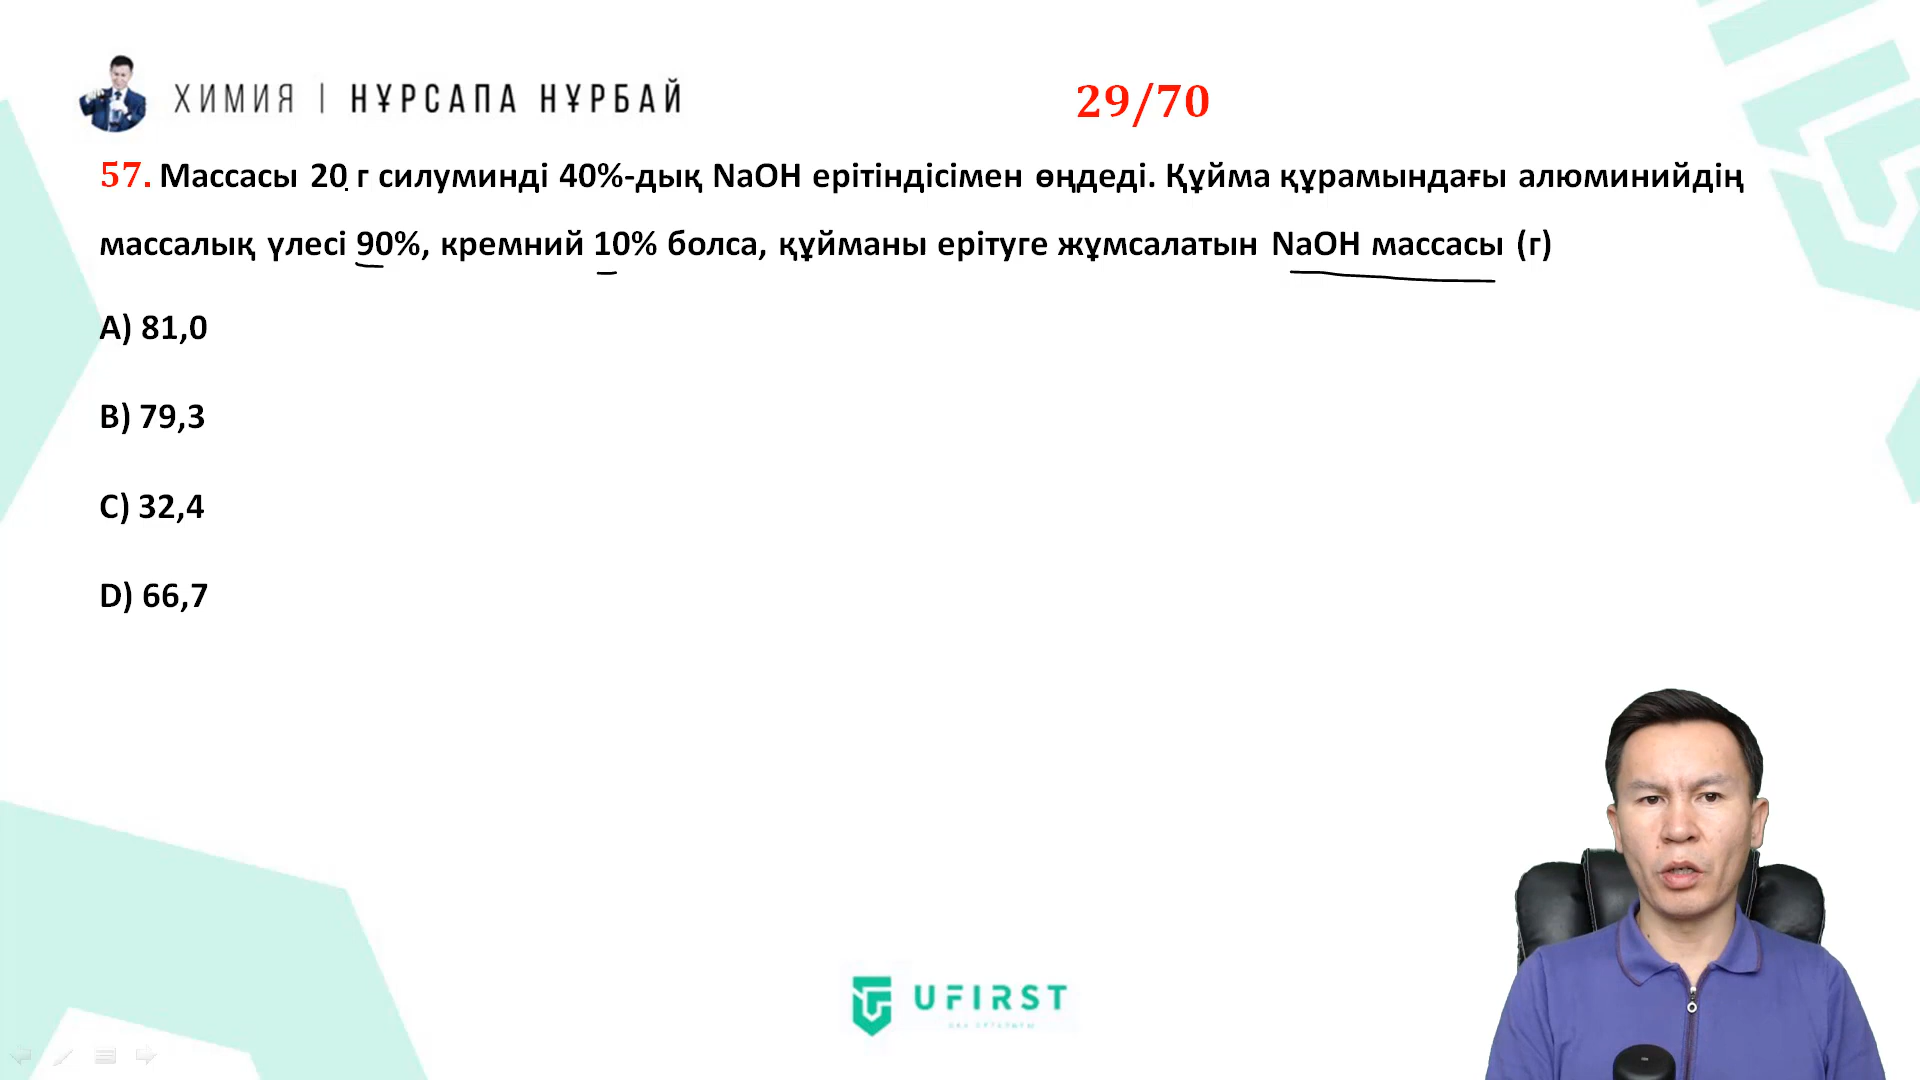 ХИМИЯ | НҰРСАПА НҰРБАЙ
29/70
57. Массасы 20 г силуминді 40%-дық NaOH ерітіндісімен өңдеді. Құйма құрамындағы алюминийдің
массалық үлесі 90%, кремний 10% болса, құйманы ерітуге жұмсалатын NaOH массасы (г)
A) 81,0
B) 79,3
C) 32,4
D) 66,7
UFIRST